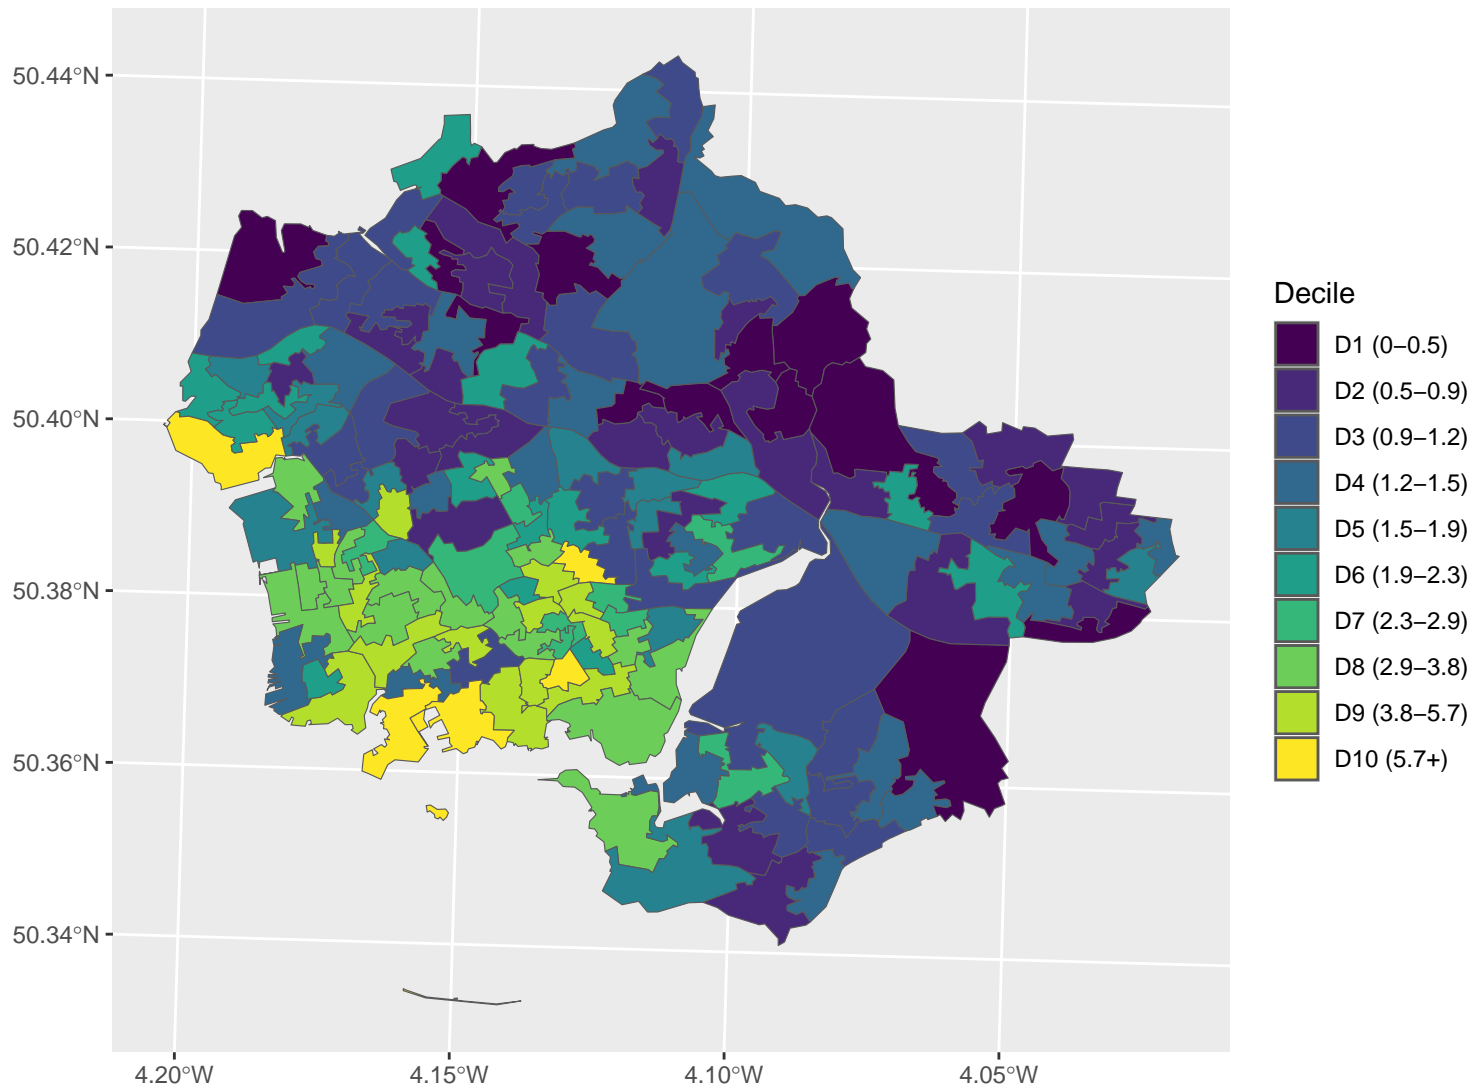 50.44°N
50.42°N
50.40°N
50.38°N
50.36°N
50.34°N
4.20°W
4.15°W
4.10°W
4.05°W
Decile
D1 (0–0.5)
D2 (0.5–0.9)
D3 (0.9–1.2)
D4 (1.2–1.5)
D5 (1.5–1.9)
D6 (1.9–2.3)
D7 (2.3–2.9)
D8 (2.9–3.8)
D9 (3.8–5.7)
D10 (5.7+)